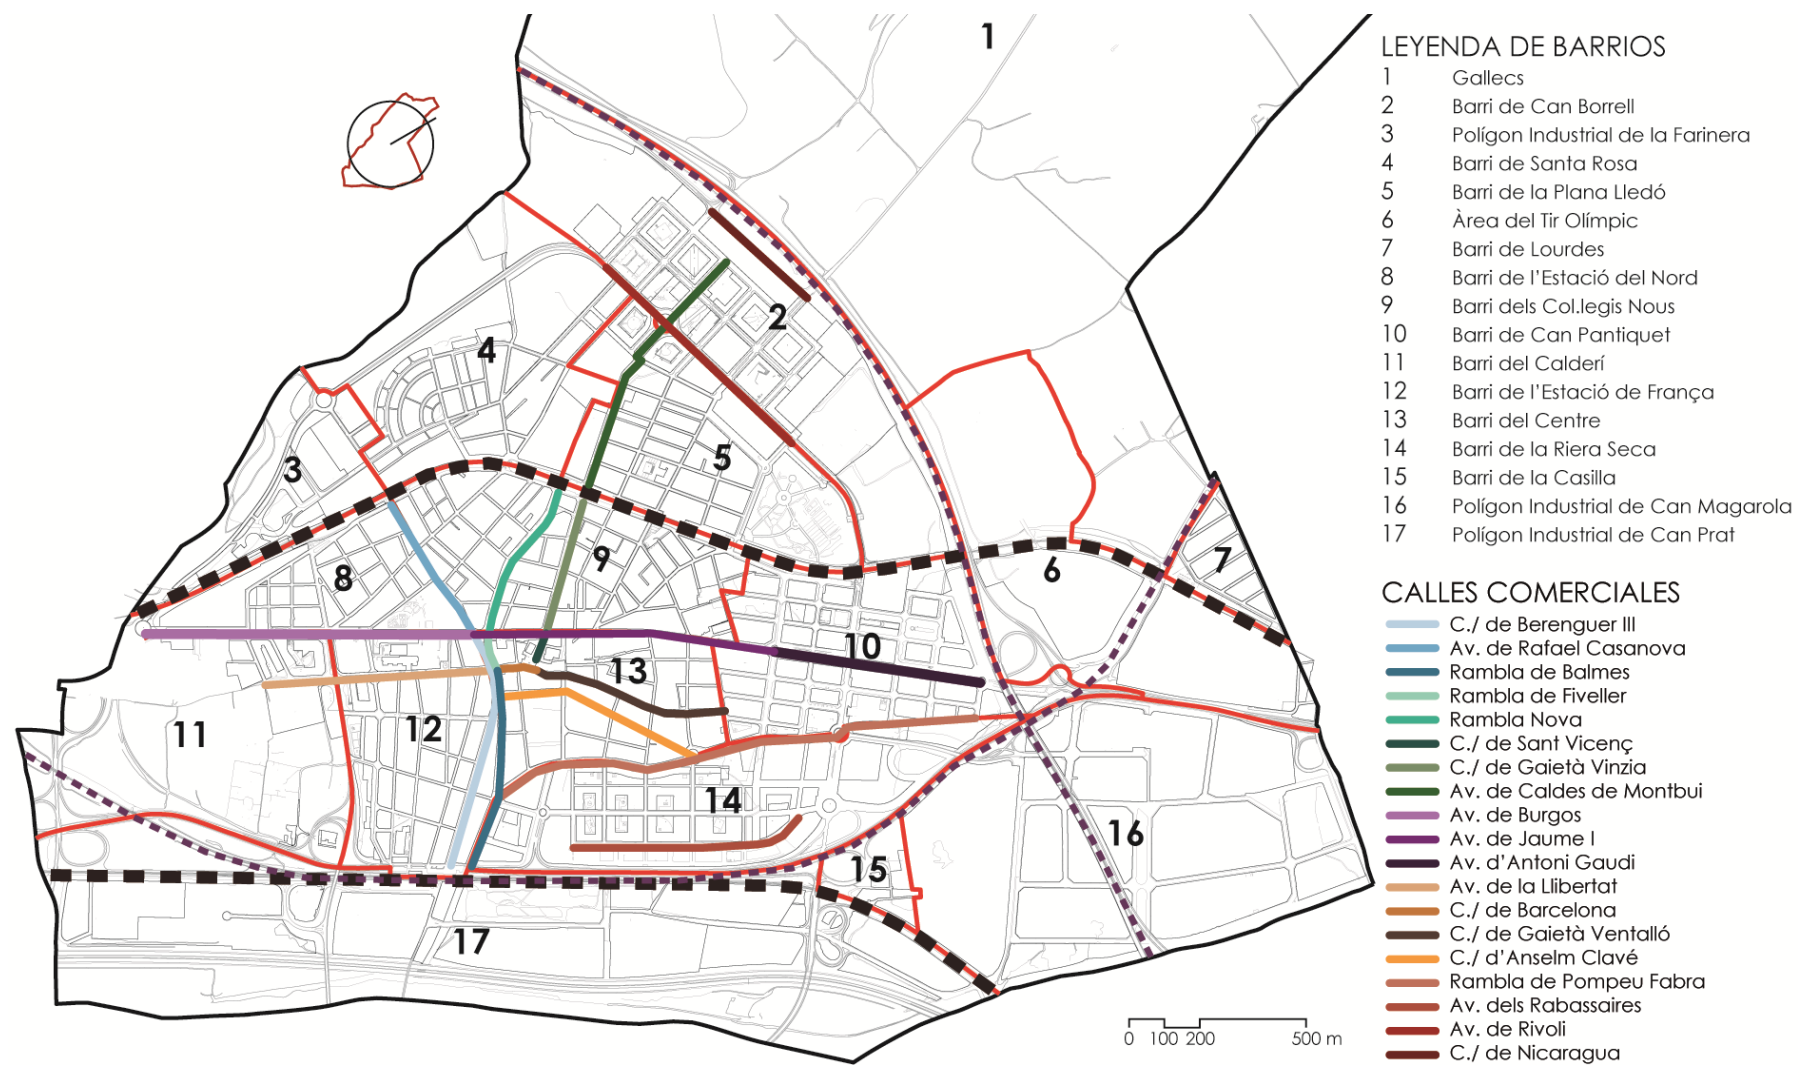 1
2
4
3
5
9
8
6
7
10
13
11
12
14
16
15
17
0 100 200 500 m
LEYENDA DE BARRIOS
1 Gallecs
2 Barri de Can Borrell
3 Polígon Industrial de la Farinera
4 Barri de Santa Rosa
5 Barri de la Plana Lledó
6 Àrea del Tir Olímpic
7 Barri de Lourdes
8 Barri de l'Estació del Nord
9 Barri dels Col.legis Nous
10 Barri de Can Pantiquet
11 Barri del Calderí
12 Barri de l'Estació de França
13 Barri del Centre
14 Barri de la Riera Seca
15 Barri de la Casilla
16 Polígon Industrial de Can Magarola
17 Polígon Industrial de Can Prat
CALLES COMERCIALES
C./ de Berenguer III
Av. de Rafael Casanova
Rambla de Balmes
Rambla de Fiveller
Rambla Nova
C./ de Sant Vicenç
C./ de Gaietà Vinzia
Av. de Caldes de Montbui
Av. de Burgos
Av. de Jaume I
Av. d'Antoni Gaudi
Av. de la Llibertat
C./ de Barcelona
C./ de Gaietà Ventalló
C./ d'Anselm Clavé
Rambla de Pompeu Fabra
Av. dels Rabassaires
Av. de Rivoli
C./ de Nicaragua